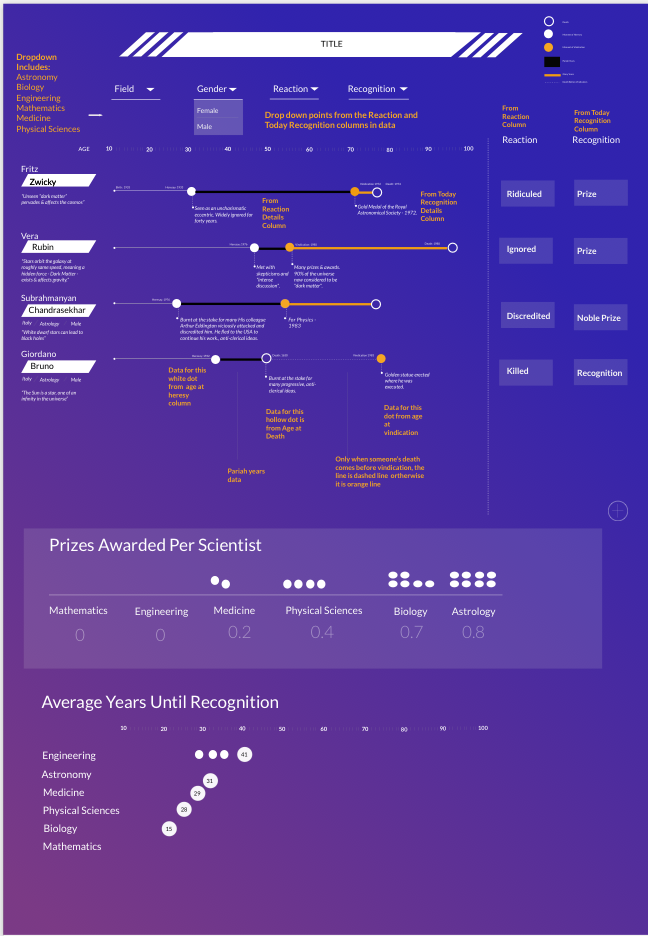 TITLE
Dropdown
Includes:
Astronomy
Biology
Engineering
Mathematics
Medicine
Physical Sciences
Field
Gender
Reaction
Recognition
Female
Male
Drop down points from the Reaction and
Today Recognition columns in data
From
Reaction
Column
From Today
Recognition
Column
Reaction
Recognition
AGE 10 20 30 40 50 60 70 80 90 100
Fritz
Zwicky
"Unseen "dark matter"
pervades & affects the cosmos"
Seen as an uncharismatic
eccentric. Widely ignored for
forty years.
From
Reaction
Details
Column
Gold Medal of the Royal
Astronomical Society - 1972.
From Today
Recognition
Details
Column
Ridiculed
Prize
Vera
Rubin
"Stars orbit the galaxy at
roughly same speed, meaning a
hidden force - Dark Matter -
exists & affects gravity"
Met with
skepticism and
"intense
discussion".
Many prizes & awards.
90% of the universe
now considered to be
"dark matter".
Ignored
Prize
Subrahmanyan
Chandrasekhar
Italy Astrology Male
"White dwarf stars can lead to
black holes"
Burnt at the stake for many His colleague
Arthur Eddington viciously attacked and
discredited him. He fled to the USA to
continue his work, anti-clerical ideas.
For Physics -
1983
Discredited
Noble Prize
Giordano
Bruno
Italy Astrology Male
"The Sun is a star, one of an
infinity in the universe"
Data for this
white dot
from age at
heresy
column
Burnt at the stake for
many progressive, anti-
clerical ideas.
Data for this
hollow dot is
from Age at
Death
Golden statue erected
where he was
executed.
Data for this
dot from age
at
vindication
Killed
Recognition
Pariah years
data
Only when someone's death
comes before vindication, the
line is dashed line ortherwise
it is orange line
Prizes Awarded Per Scientist
Mathematics Engineering Medicine Physical Sciences Biology Astrology
0 0 0.2 0.4 0.7 0.8
Average Years Until Recognition
10 20 30 40 50 60 70 80 90 100
Engineering 41
Astronomy 31
Medicine 29
Physical Sciences 28
Biology 15
Mathematics